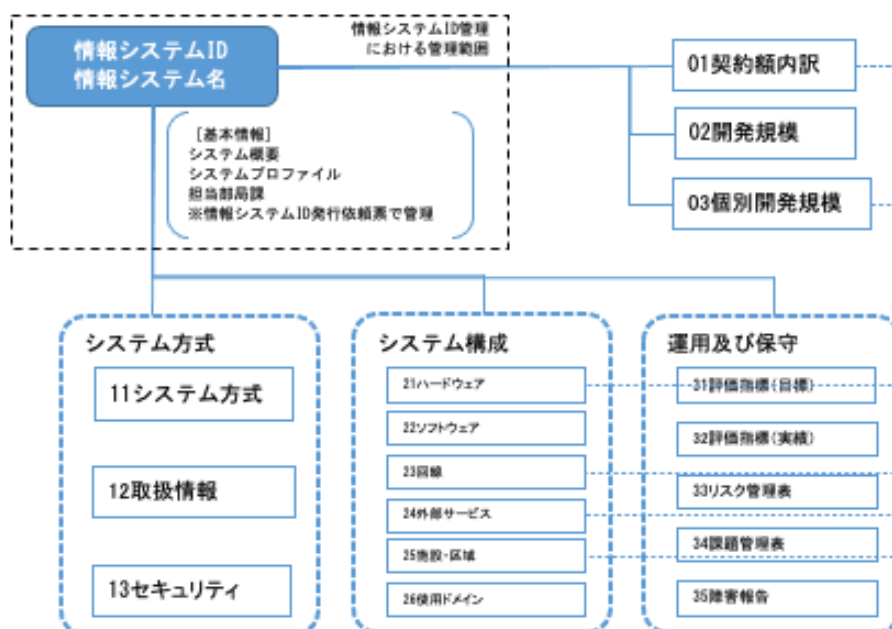 情報システムID
情報システム名
情報システムID管理
における管理範囲
[基本情報]
システム概要
システムプロファイル
担当部局課
※情報システムID発行依頼票で管理
01契約額内訳
02開発規模
03個別開発規模
システム方式
11システム方式
12取扱情報
13セキュリティ
システム構成
21ハードウェア
22ソフトウェア
23回線
24外部サービス
25施設・区域
26使用ドメイン
運用及び保守
31評価指標(目標)
32評価指標(実績)
33リスク管理表
34課題管理表
35障害報告